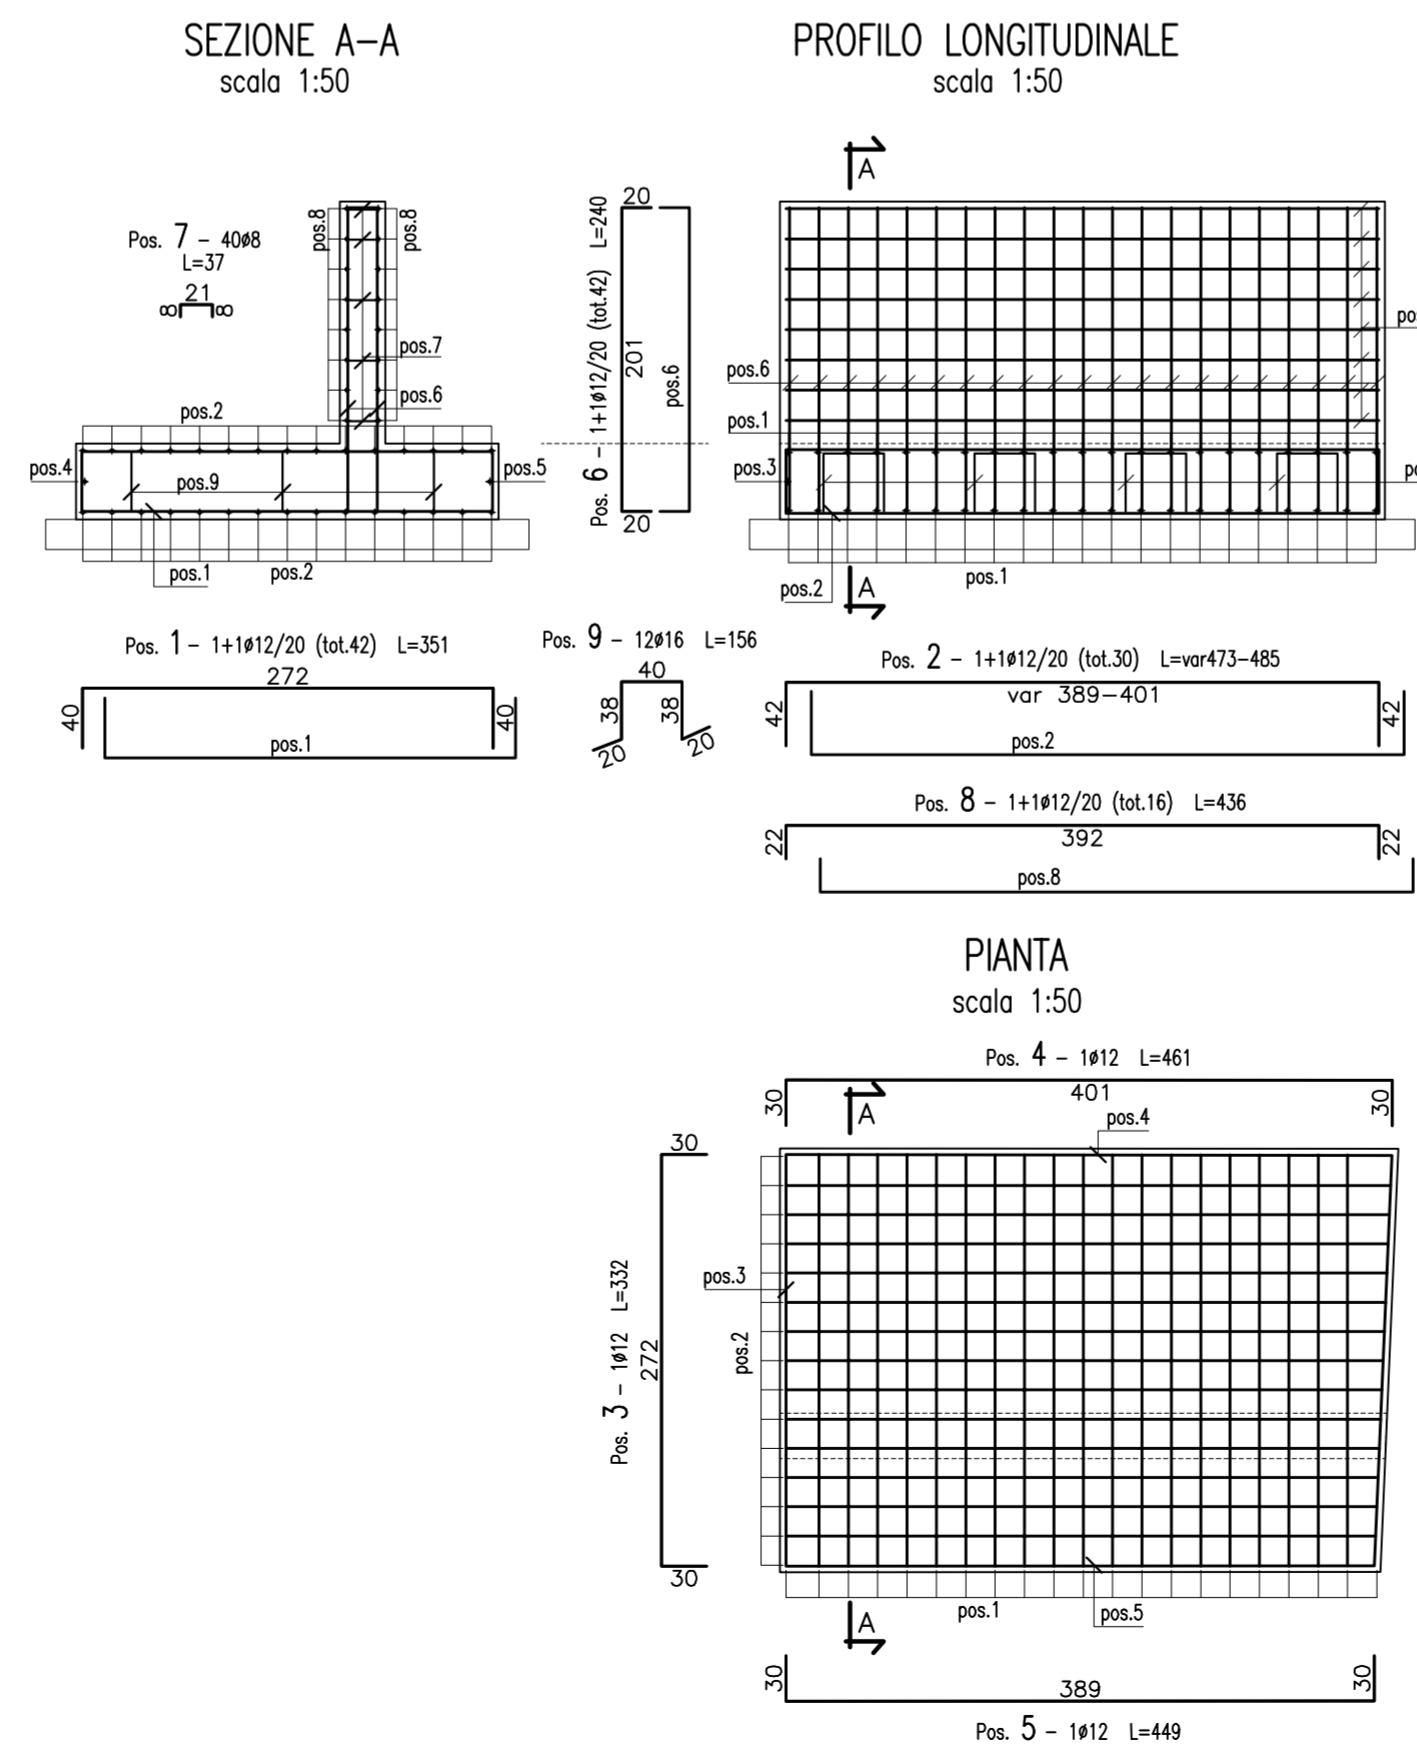 SEZIONE A-A
scala 1:50
Pos. 7 - 40ø8
L=37
21
8
8
pos.8
pos.8
pos.7
pos.6
pos.2
pos.4
pos.9
pos.5
pos.1
pos.2
Pos. 6 - 1+1ø12/20 (tot.42) L=240
20
201
pos.6
20
PROFILO LONGITUDINALE
scala 1:50
A
pos.6
pos.1
pos.3
pos.2
A
pos.1
Pos. 1 - 1+1ø12/20 (tot.42) L=351
272
40
40
pos.1
Pos. 9 - 12ø16 L=156
40
38
38
20
20
Pos. 2 - 1+1ø12/20 (tot.30) L=var473-485
var 389-401
42
42
pos.2
Pos. 8 - 1+1ø12/20 (tot.16) L=436
22
392
22
pos.8
PIANTA
scala 1:50
Pos. 4 - 1ø12 L=461
30
401
30
A
pos.4
Pos. 3 - 1ø12 L=332
30
272
30
pos.3
pos.2
pos.1
A
pos.5
30
389
30
Pos. 5 - 1ø12 L=449